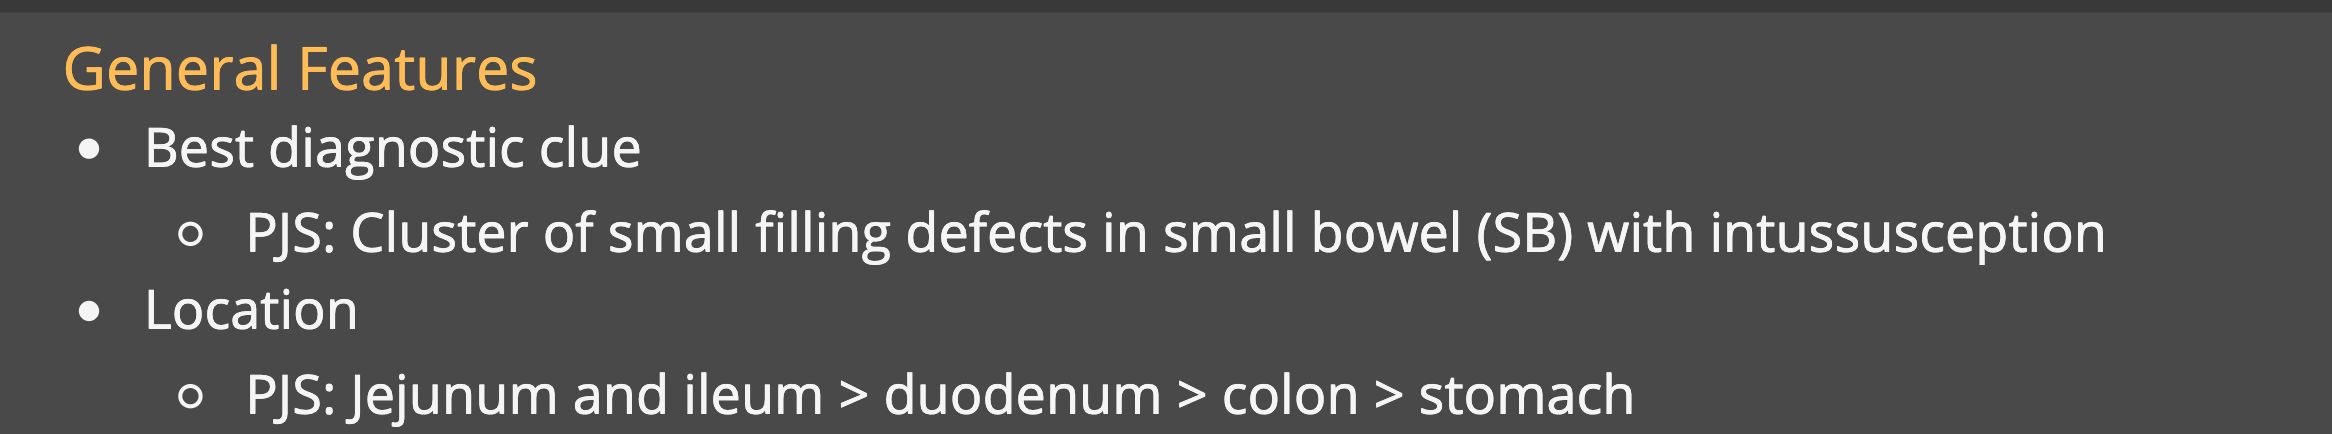 General Features
• Best diagnostic clue
○ PJS: Cluster of small filling defects in small bowel (SB) with intussusception
• Location
○ PJS: Jejunum and ileum > duodenum > colon > stomach